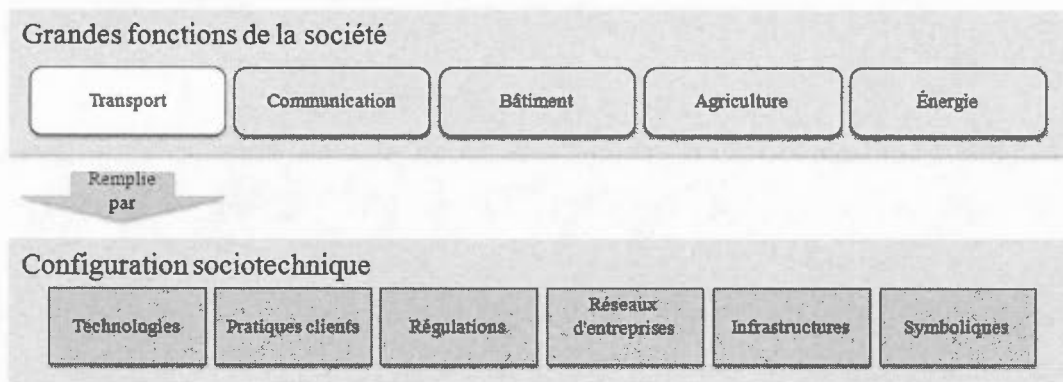 Grandes fonctions de la société
Transport
Communication
Bâtiment
Agriculture
Énergie
Remplie
par
Configuration sociotechnique
Technologies
Pratiques clients
Régulations
Réseaux
d'entreprises
Infrastructures
Symboliques